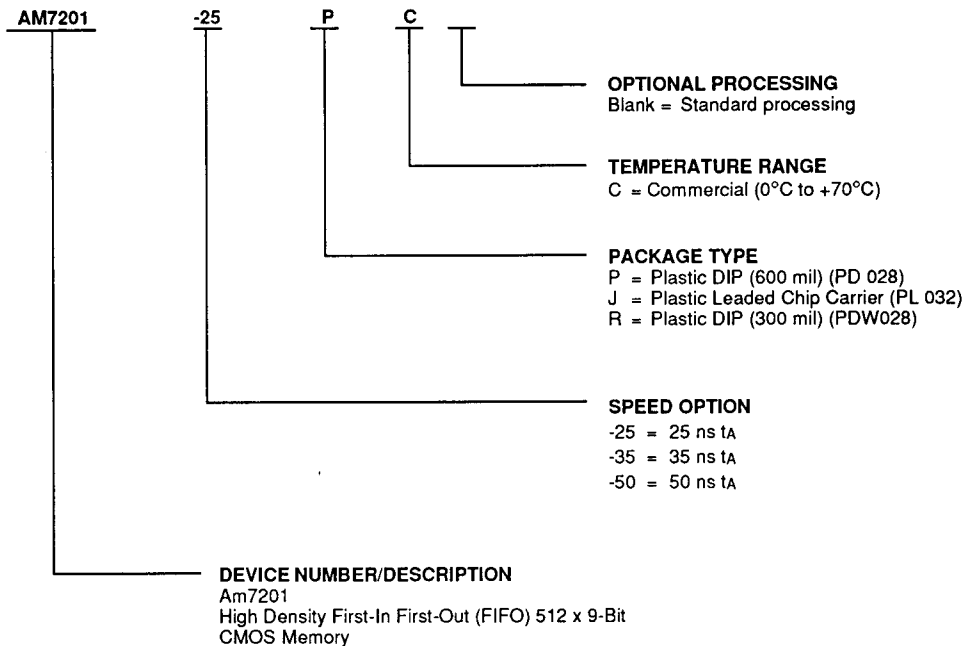 AM7201 -25 P C
OPTIONAL PROCESSING
Blank = Standard processing
TEMPERATURE RANGE
C = Commercial (0°C to +70°C)
PACKAGE TYPE
P = Plastic DIP (600 mil) (PD 028)
J = Plastic Leaded Chip Carrier (PL 032)
R = Plastic DIP (300 mil) (PDW028)
SPEED OPTION
-25 = 25 ns tA
-35 = 35 ns tA
-50 = 50 ns tA
DEVICE NUMBER/DESCRIPTION
Am7201
High Density First-In First-Out (FIFO) 512 x 9-Bit
CMOS Memory